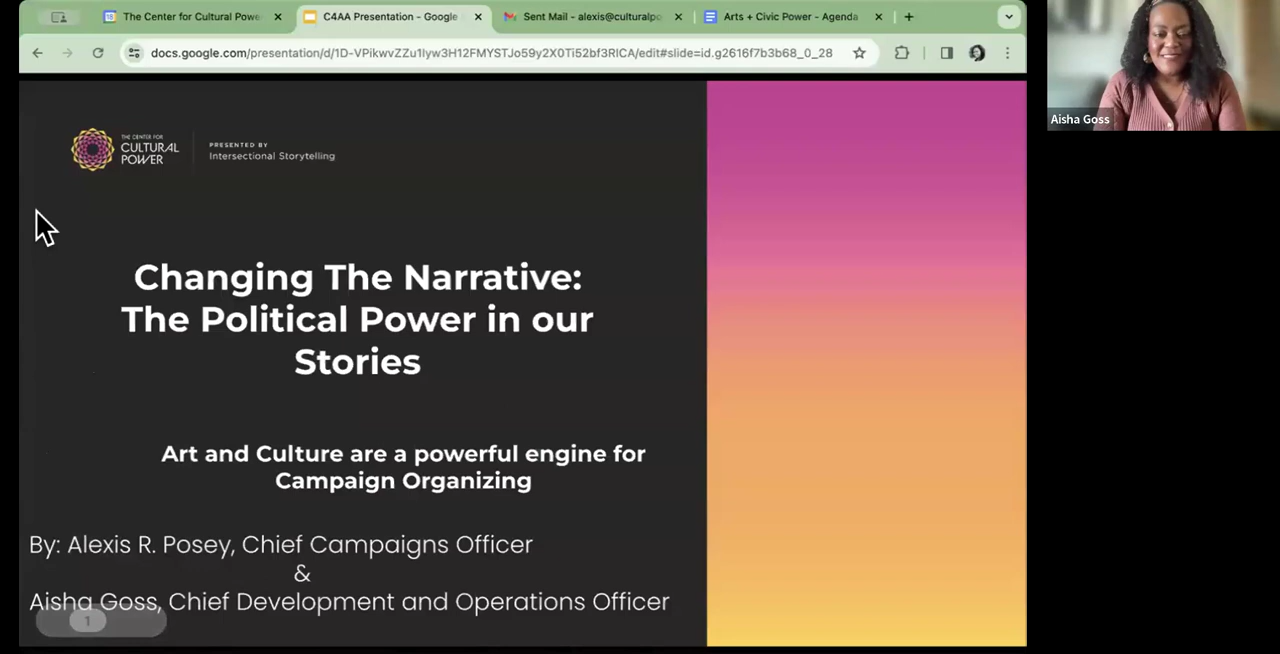 The Center for Cultural Powe
C4AA Presentation - Google
Sent Mail - alexis@culturalpo
Arts + Civic Power - Agenda
docs.google.com/presentation/d/1D-VPikwvZZu1Iyw3H12FMYSTJo59y2X0Ti52bf3RICA/edit#slide=id.g2616f7b3b68_0_28
Aisha Goss
THE CENTER FOR
CULTURAL
POWER
PRESENTED BY
Intersectional Storytelling
Changing The Narrative:
The Political Power in our
Stories
Art and Culture are a powerful engine for
Campaign Organizing
By: Alexis R. Posey, Chief Campaigns Officer
&
Aisha Goss, Chief Development and Operations Officer
1